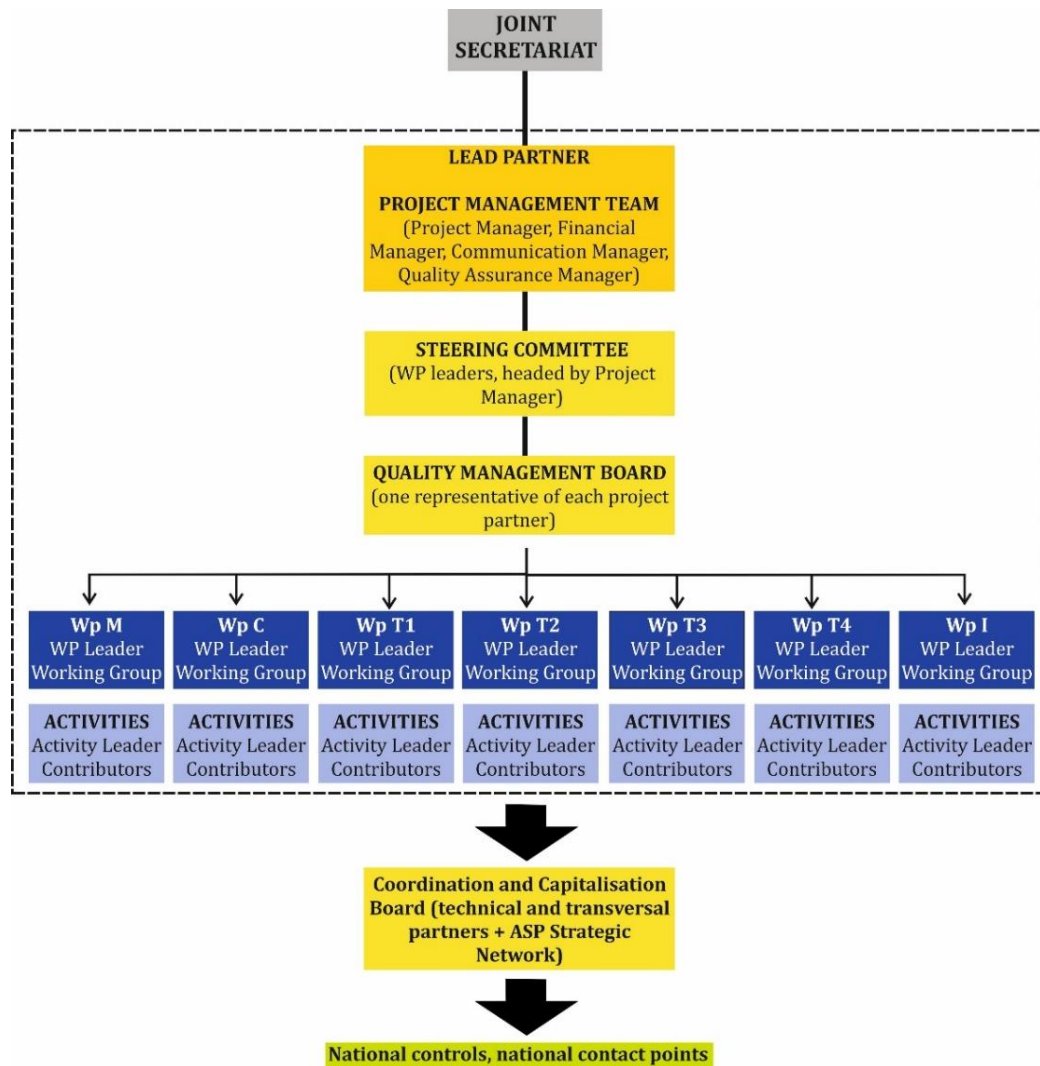 JOINT
SECRETARIAT
LEAD PARTNER
PROJECT MANAGEMENT TEAM
(Project Manager, Financial
Manager, Communication Manager,
Quality Assurance Manager)
STEERING COMMITTEE
(WP leaders, headed by Project
Manager)
QUALITY MANAGEMENT BOARD
(one representative of each project
partner)
Wp M
WP Leader
Working Group
Wp C
WP Leader
Working Group
Wp T1
WP Leader
Working Group
Wp T2
WP Leader
Working Group
Wp T3
WP Leader
Working Group
Wp T4
WP Leader
Working Group
Wp I
WP Leader
Working Group
ACTIVITIES
Activity Leader
Contributors
ACTIVITIES
Activity Leader
Contributors
ACTIVITIES
Activity Leader
Contributors
ACTIVITIES
Activity Leader
Contributors
ACTIVITIES
Activity Leader
Contributors
ACTIVITIES
Activity Leader
Contributors
ACTIVITIES
Activity Leader
Contributors
Coordination and Capitalisation
Board (technical and transversal
partners + ASP Strategic
Network)
National controls, national contact points